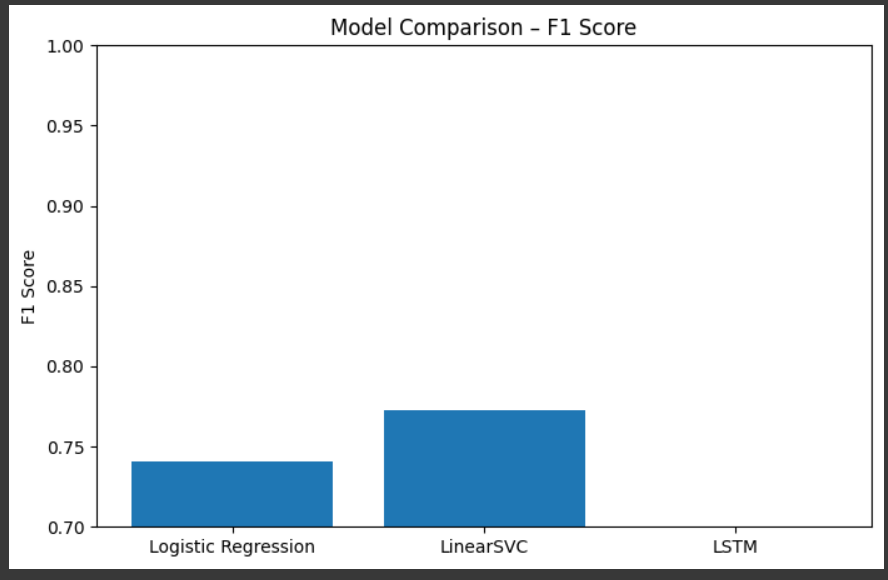 Model Comparison – F1 Score
1.00
0.95
0.90
0.85
0.80
0.75
0.70
F1 Score
Logistic Regression
LinearSVC
LSTM